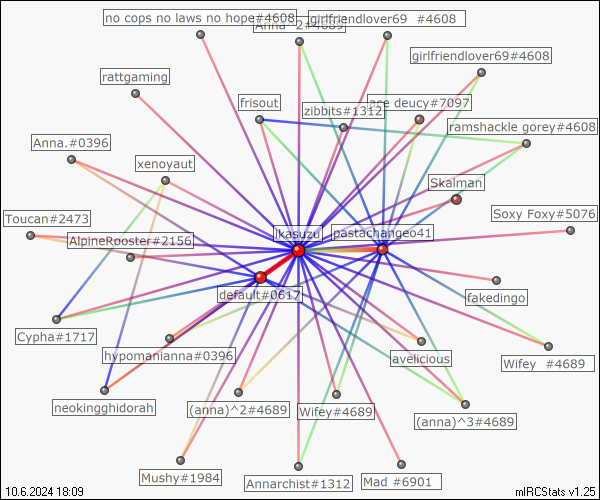 no cops no laws no hope#4608
Anna^2#4689
girlfriendlover69 #4608
girlfriendlover69#4608
rattgaming
frisout
zibbits#1312
ace deucy#7097
ramshackle gorey#4608
Anna.#0396
xenoyaut
Skalman
Toucan#2473
Soxy Foxy#5076
ikasuzu
pastachangeo41
AlpineRooster#2156
default#0617
fakedingo
Cypha#1717
hypomanianna#0396
avelicious
Wifey #4689
neokingghidorah
(anna)^2#4689
Wifey#4689
(anna)^3#4689
Mushy#1984
Annarchist#1312
Mad #6901
10.6.2024 18:09
mIRCStats v1.25